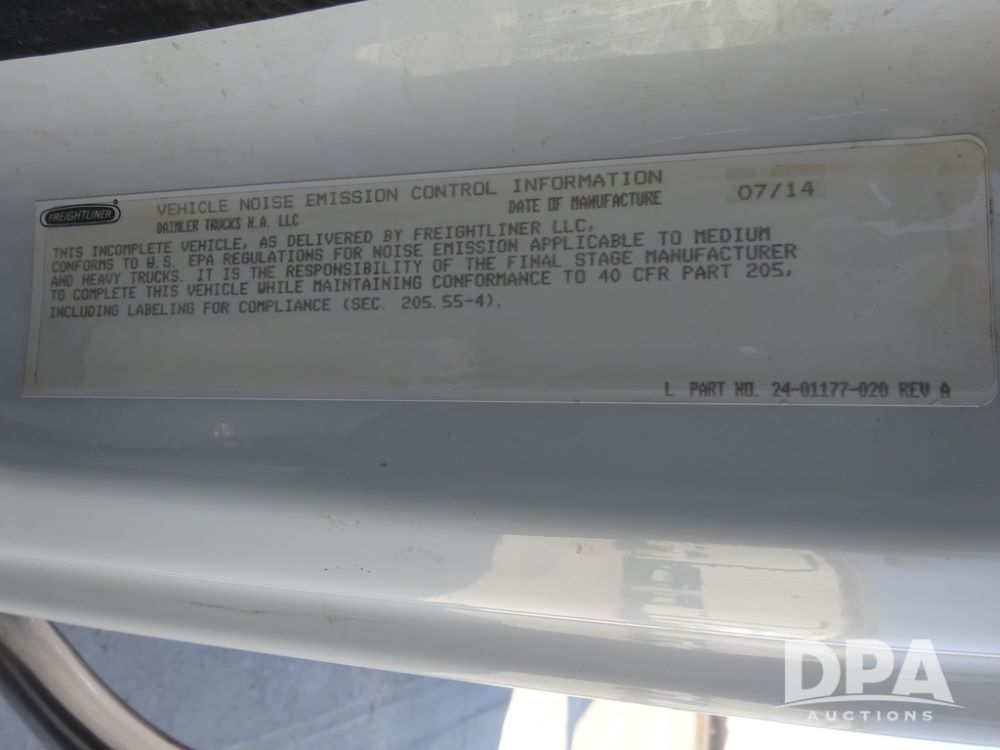 FREIGHTLINER
VEHICLE NOISE EMISSION CONTROL INFORMATION
DAIMLER TRUCKS N.A. LLC
DATE OF MANUFACTURE 07/14
THIS INCOMPLETE VEHICLE, AS DELIVERED BY FREIGHTLINER LLC,
CONFORMS TO U.S. EPA REGULATIONS FOR NOISE EMISSION APPLICABLE TO MEDIUM
AND HEAVY TRUCKS. IT IS THE RESPONSIBILITY OF THE FINAL STAGE MANUFACTURER
TO COMPLETE THIS VEHICLE WHILE MAINTAINING CONFORMANCE TO 40 CFR PART 205,
INCLUDING LABELING FOR COMPLIANCE (SEC. 205.55-4).
L PART NO. 24-01177-020 REV A
DPA
AUCTIONS